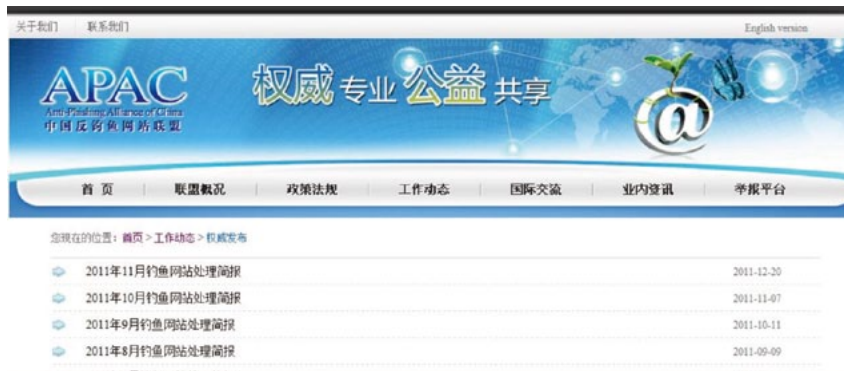 关于我们 联系我们 English version
APAC
Anti-Phishing Alliance of China
中国反钓鱼网站联盟
权威 专业 公益 共享
@
首 页 联盟概况 政策法规 工作动态 国际交流 业内资讯 举报平台
您现在的位置：首页 > 工作动态 > 权威发布
2011年11月钓鱼网站处理简报 2011-12-20
2011年10月钓鱼网站处理简报 2011-11-07
2011年9月钓鱼网站处理简报 2011-10-11
2011年8月钓鱼网站处理简报 2011-09-09